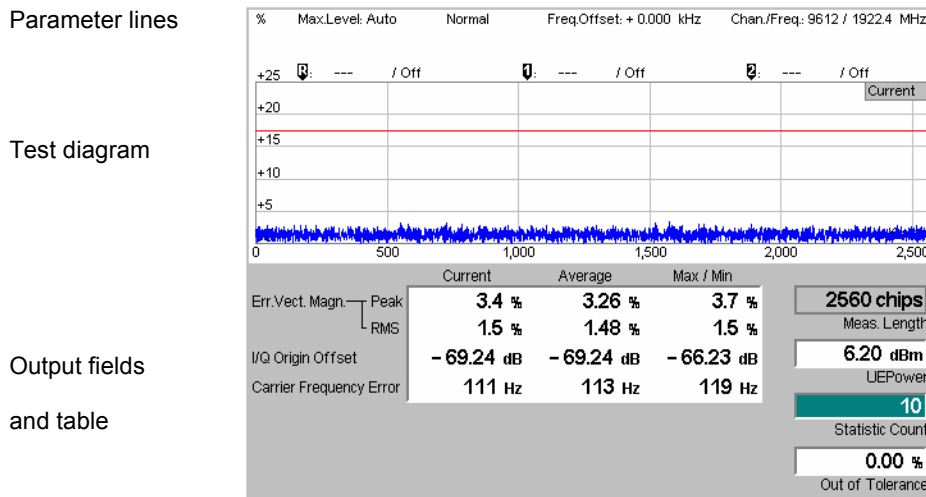 Parameter lines
% Max.Level: Auto Normal Freq.Offset: + 0.000 kHz Chan./Freq.: 9612 / 1922.4 MHz
R: --- / Off 1: --- / Off 2: --- / Off
Current
+25
+20
+15
+10
+5
Test diagram
0 500 1,000 1,500 2,000 2,500
Current Average Max / Min
Err.Vect. Magn. Peak 3.4 % 3.26 % 3.7 %
RMS 1.5 % 1.48 % 1.5 %
I/Q Origin Offset - 69.24 dB - 69.24 dB - 66.23 dB
Carrier Frequency Error 111 Hz 113 Hz 119 Hz
2560 chips
Meas. Length
6.20 dBm
UEPower
10
Statistic Count
0.00 %
Out of Tolerance
Output fields
and table